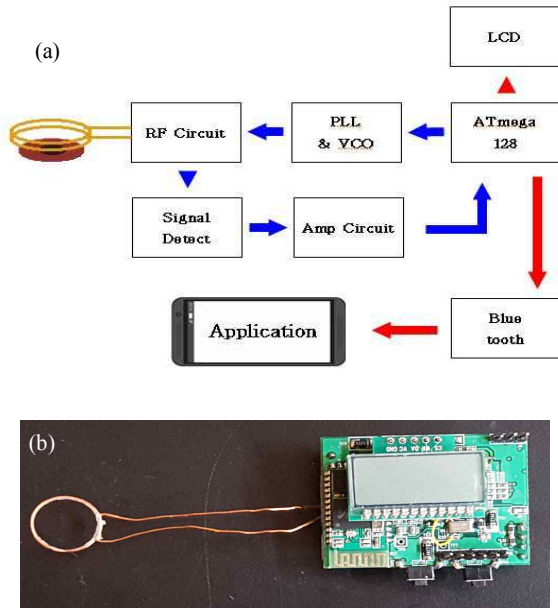 (a)
LCD
RF Circuit
PLL
& VCO
ATmega
128
Signal
Detect
Amp Circuit
Application
Blue
tooth
(b)